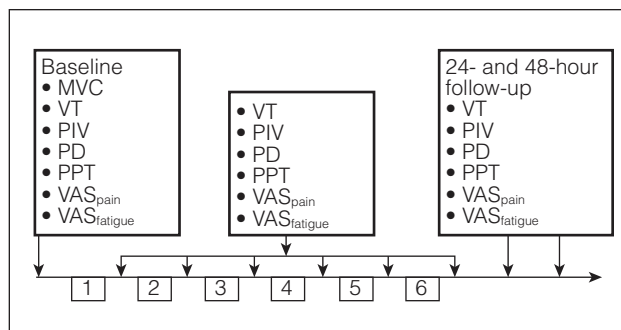 Baseline
• MVC
• VT
• PIV
• PD
• PPT
• VASpain
• VASfatigue
• VT
• PIV
• PD
• PPT
• VASpain
• VASfatigue
24- and 48-hour
follow-up
• VT
• PIV
• PD
• PPT
• VASpain
• VASfatigue
1 2 3 4 5 6